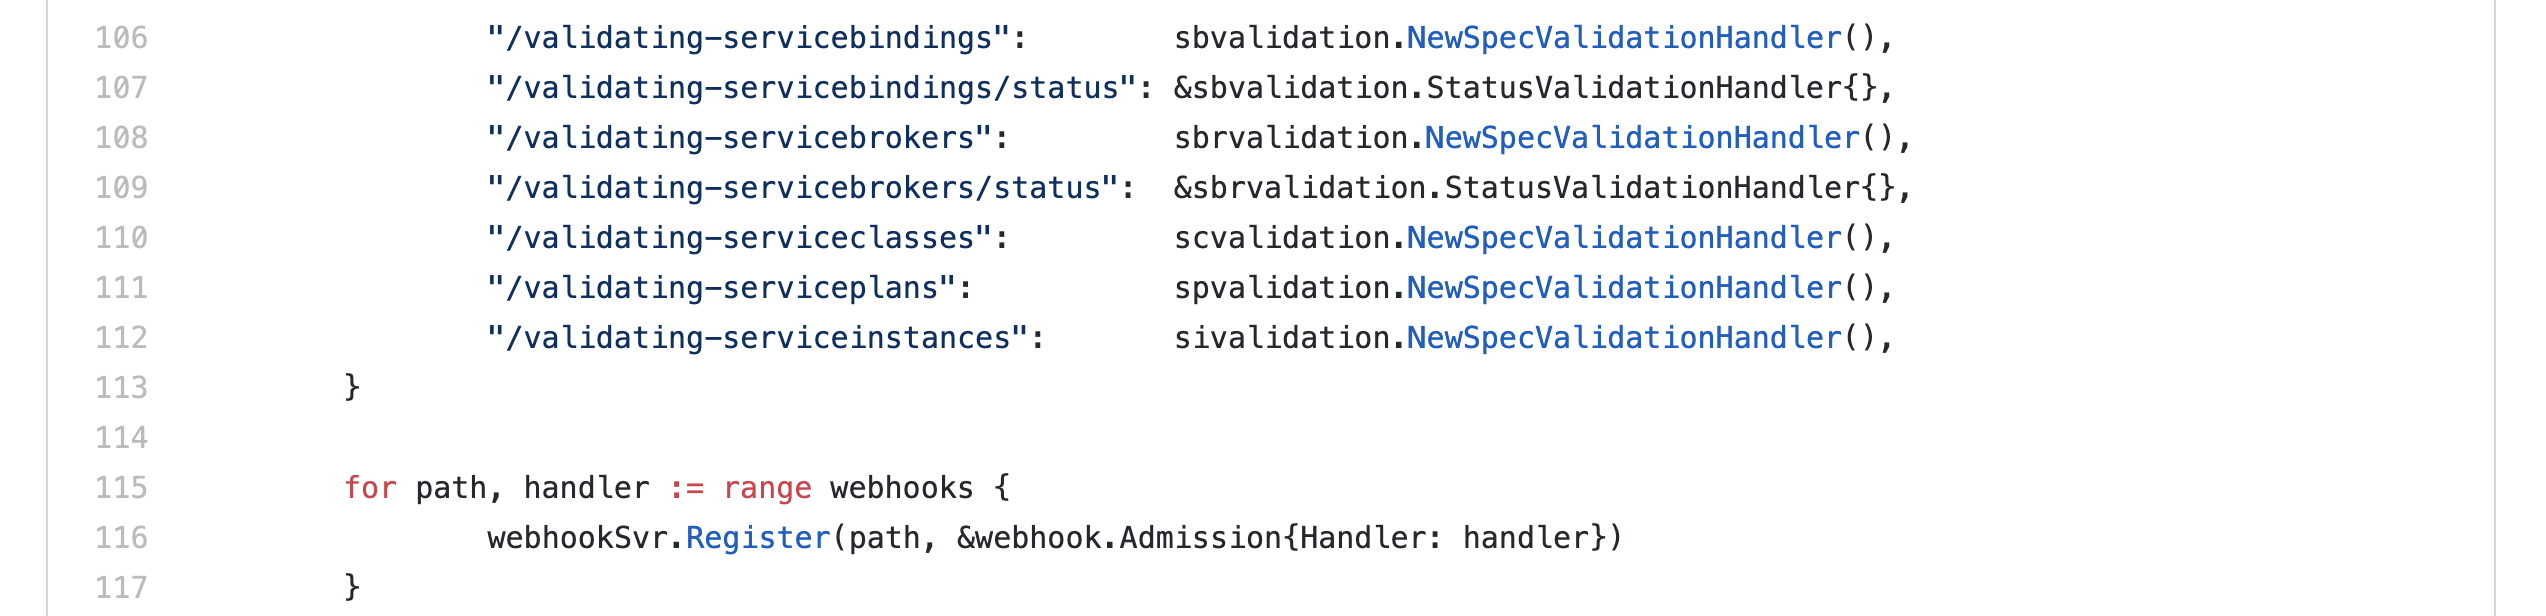 106 "/validating-servicebindings": sbvalidation.NewSpecValidationHandler(),
107 "/validating-servicebindings/status": &sbvalidation.StatusValidationHandler{},
108 "/validating-servicebrokers": sbrvalidation.NewSpecValidationHandler(),
109 "/validating-servicebrokers/status": &sbrvalidation.StatusValidationHandler{},
110 "/validating-serviceclasses": scvalidation.NewSpecValidationHandler(),
111 "/validating-serviceplans": spvalidation.NewSpecValidationHandler(),
112 "/validating-serviceinstances": sivalidation.NewSpecValidationHandler(),
113 }
114
115 for path, handler := range webhooks {
116 webhookSvr.Register(path, &webhook.Admission{Handler: handler})
117 }